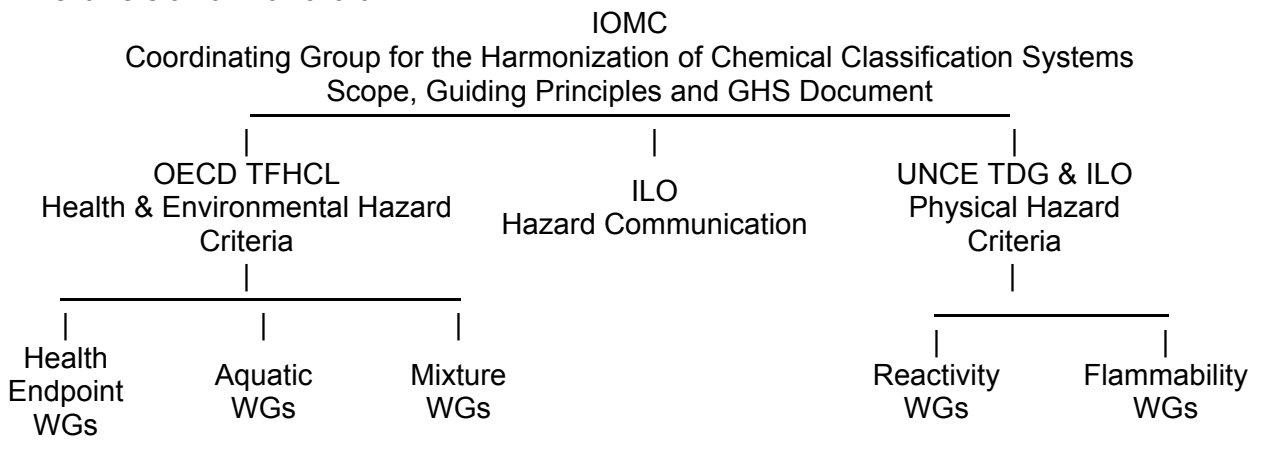 IOMC
Coordinating Group for the Harmonization of Chemical Classification Systems
Scope, Guiding Principles and GHS Document
OECD TFHCL
Health & Environmental Hazard
Criteria
ILO
Hazard Communication
UNCE TDG & ILO
Physical Hazard
Criteria
Health
Endpoint
WGs
Aquatic
WGs
Mixture
WGs
Reactivity
WGs
Flammability
WGs